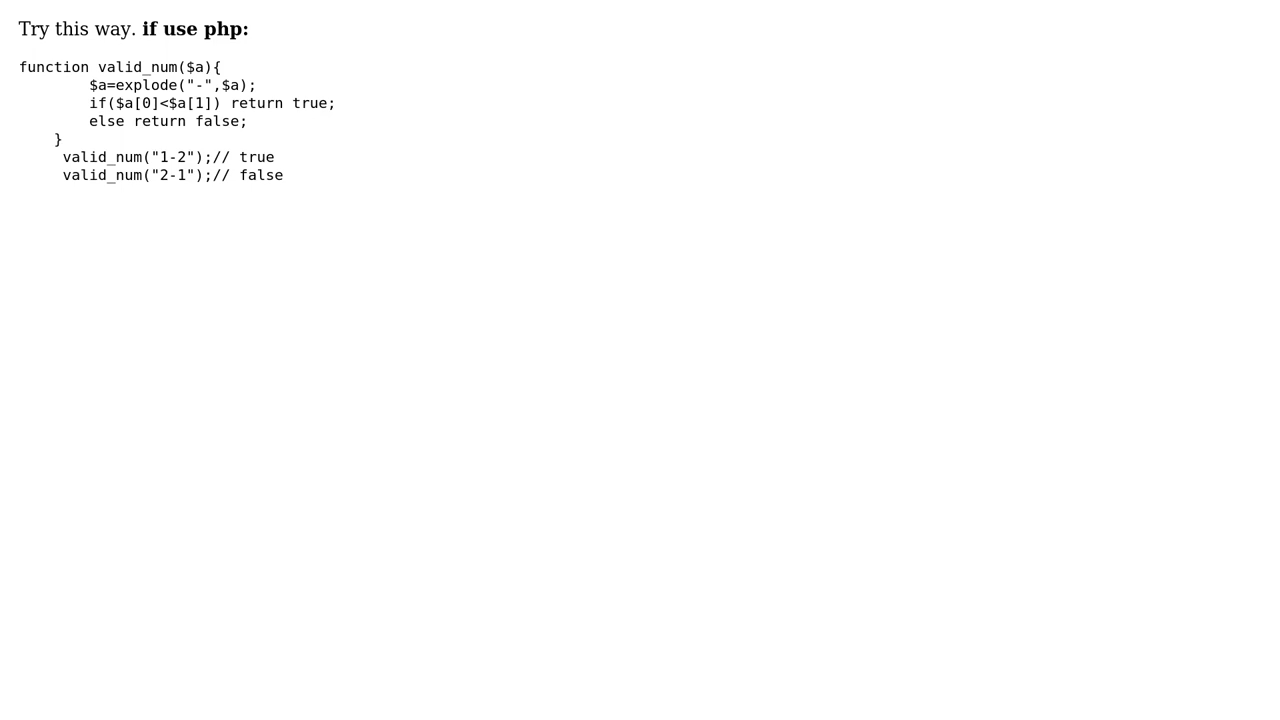 Try this way. if use php:
function valid_num($a){
        $a=explode("-",$a);
        if($a[0]<$a[1]) return true;
        else return false;
    }
     valid_num("1-2");// true
     valid_num("2-1");// false